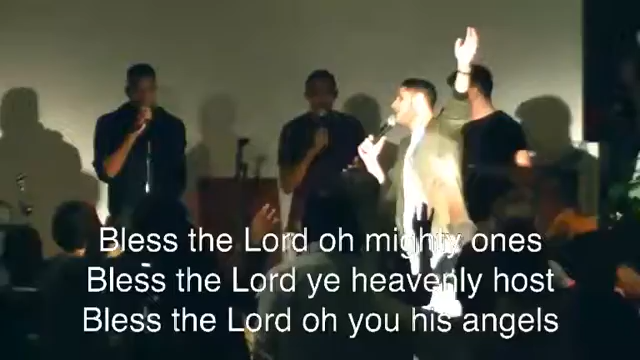 Bless the Lord oh mighty ones
Bless the Lord ye heavenly host
Bless the Lord oh you his angels